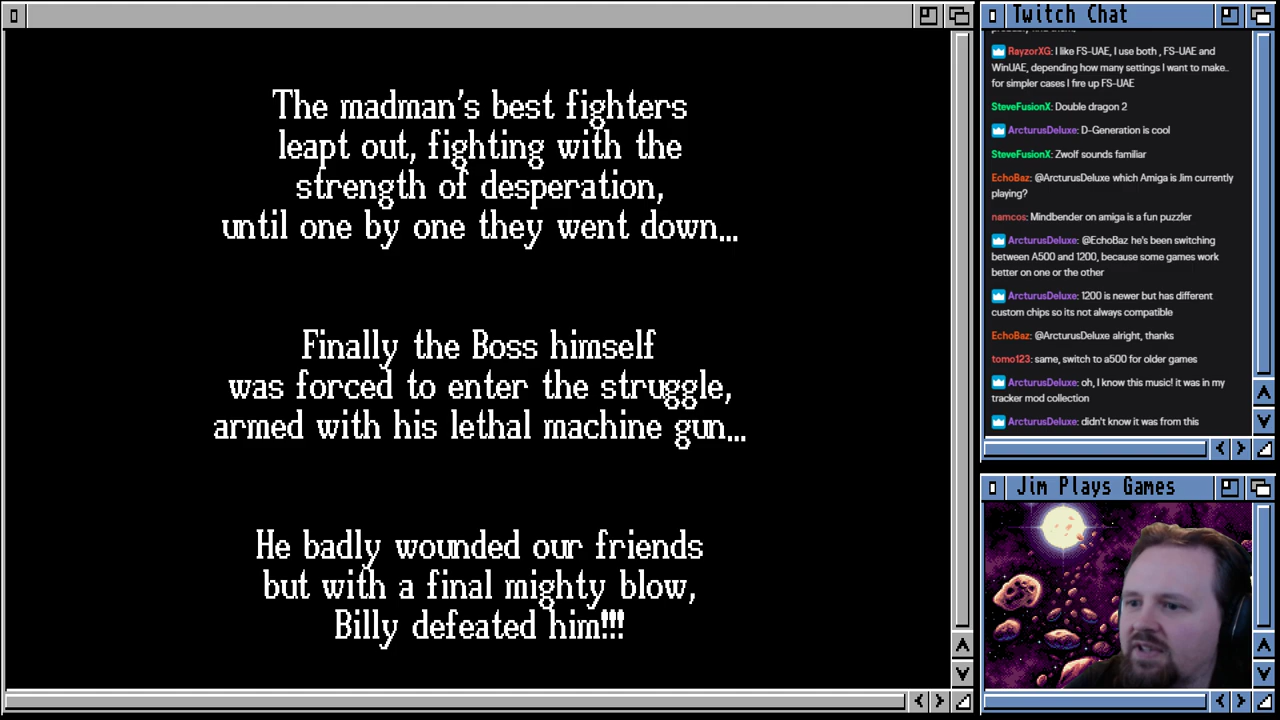 The madman's best fighters
leapt out, fighting with the
strength of desperation,
until one by one they went down...
Finally the Boss himself
was forced to enter the struggle,
armed with his lethal machine gun...
He badly wounded our friends
but with a final mighty blow,
Billy defeated him!!!
Twitch Chat
RayzorXG: I like FS-UAE, I use both , FS-UAE and
WinUAE, depending how many settings I want to make..
for simpler cases I fire up FS-UAE
SteveFusionX: Double dragon 2
ArcturusDeluxe: D-Generation is cool
SteveFusionX: Zwolf sounds familiar
EchoBaz: @ArcturusDeluxe which Amiga is Jim currently
playing?
namcos: Mindbender on amiga is a fun puzzler
ArcturusDeluxe: @EchoBaz he's been switching
between A500 and 1200, because some games work
better on one or the other
ArcturusDeluxe: 1200 is newer but has different
custom chips so its not always compatible
EchoBaz: @ArcturusDeluxe alright, thanks
tomo123: same, switch to a500 for older games
ArcturusDeluxe: oh, I know this music! it was in my
tracker mod collection
ArcturusDeluxe: didn't know it was from this
Jim Plays Games